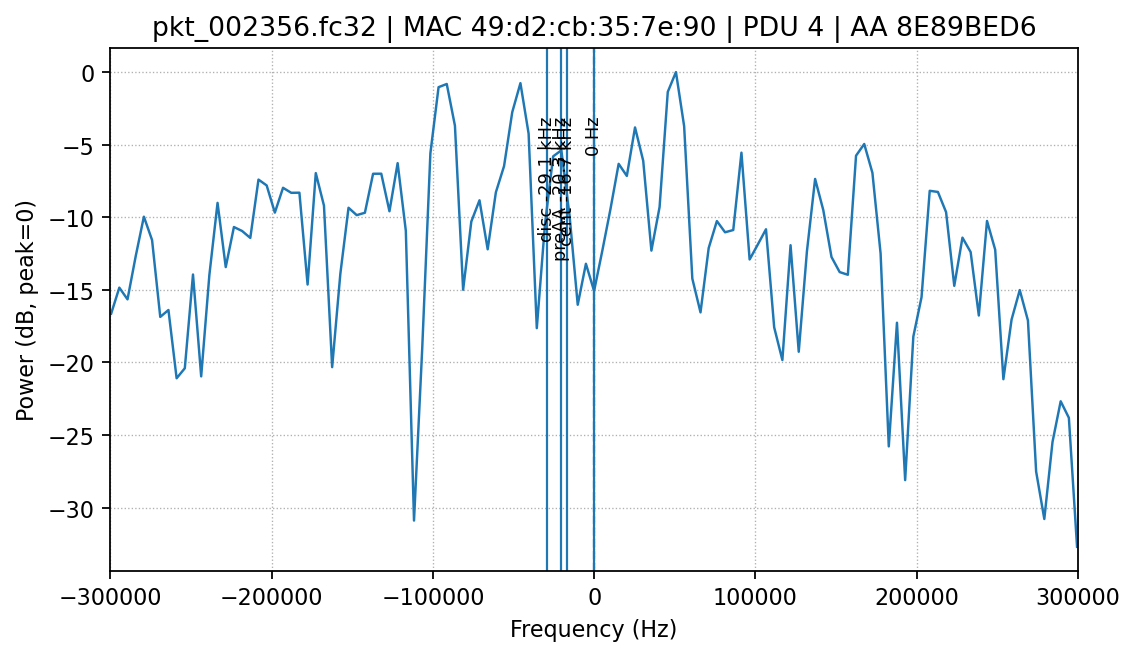 pkt_002356.fc32 | MAC 49:d2:cb:35:7e:90 | PDU 4 | AA 8E89BED6
Power (dB, peak=0)
0
−5
−10
−15
−20
−25
−30
disc -29.1 kHz
0 Hz
−300000
−200000
−100000
0
100000
200000
300000
Frequency (Hz)